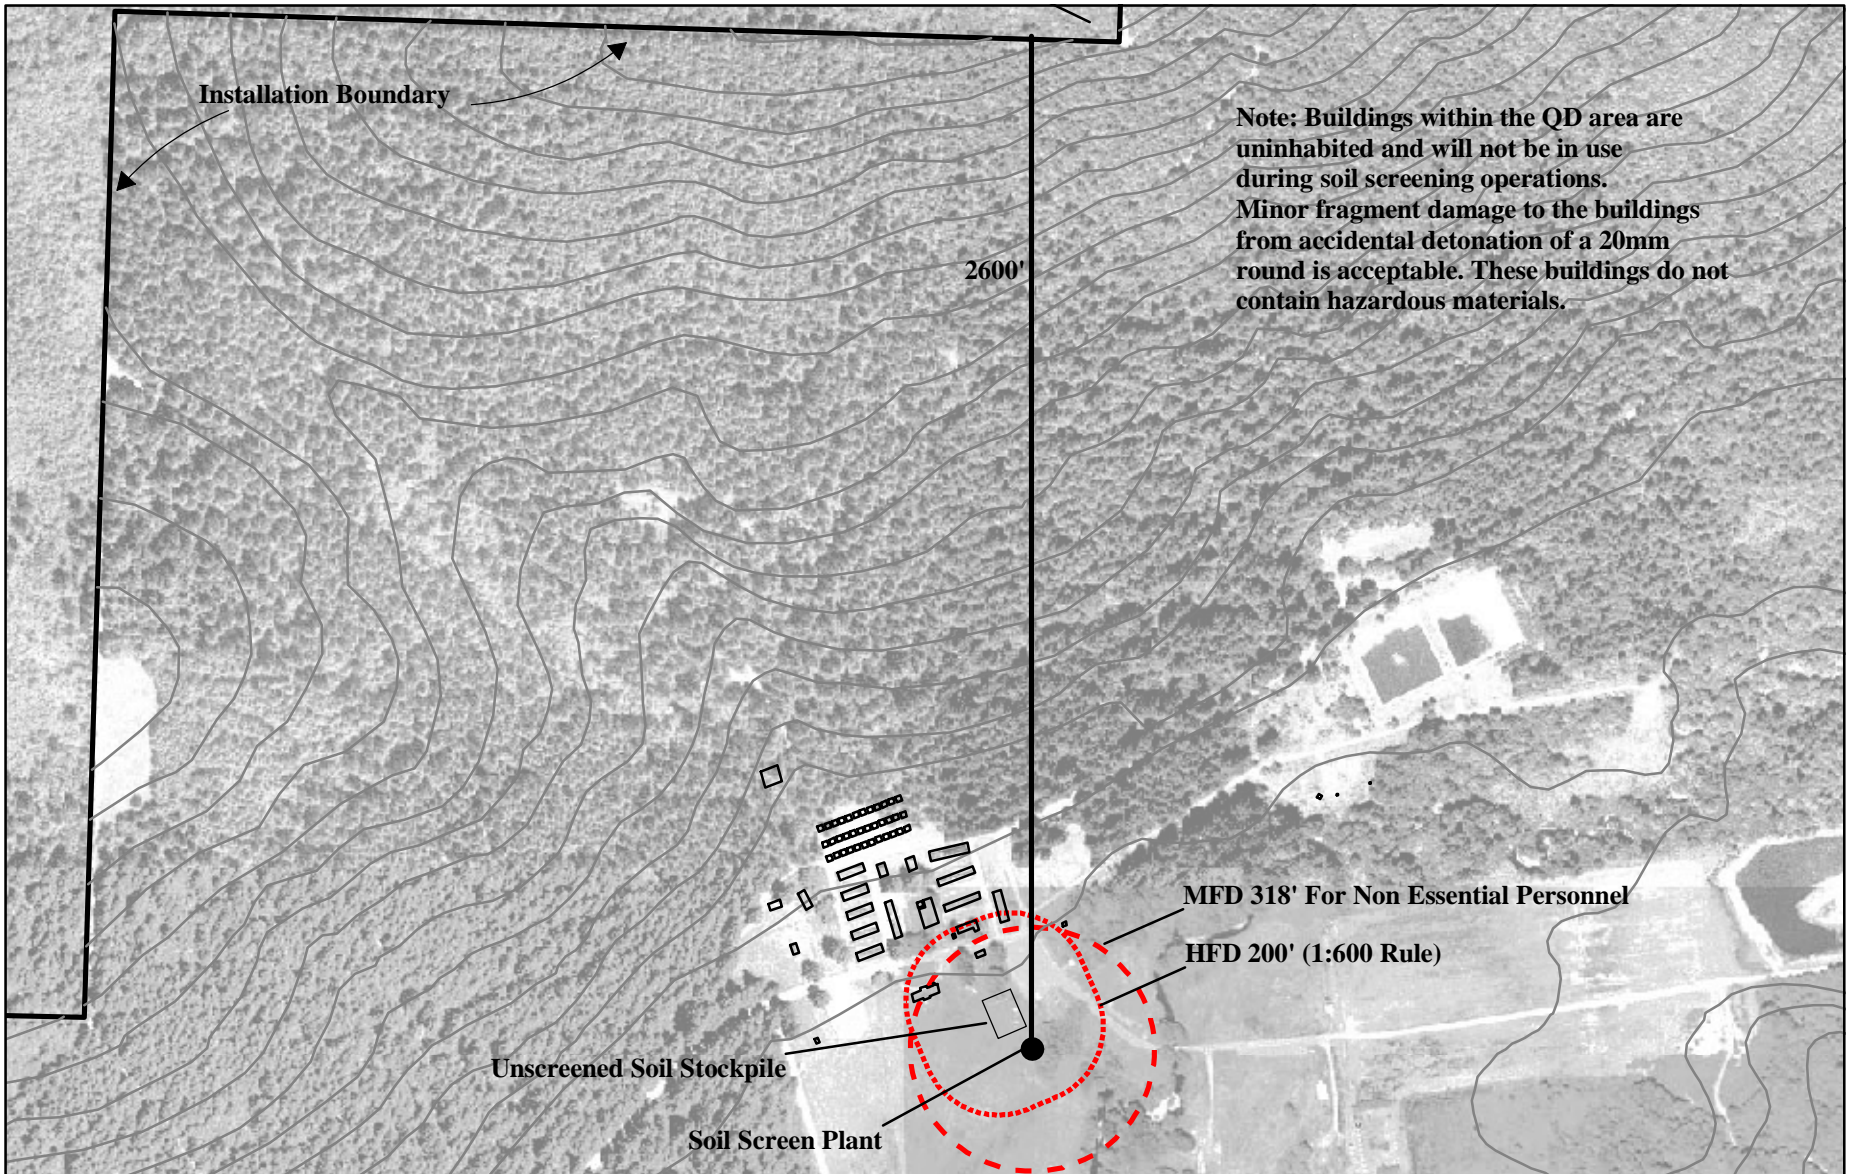 Installation Boundary
Note: Buildings within the QD area are
uninhabited and will not be in use
during soil screening operations.
Minor fragment damage to the buildings
from accidental detonation of a 20mm
round is acceptable. These buildings do not
contain hazardous materials.
2600'
MFD 318' For Non Essential Personnel
HFD 200' (1:600 Rule)
Unscreened Soil Stockpile
Soil Screen Plant